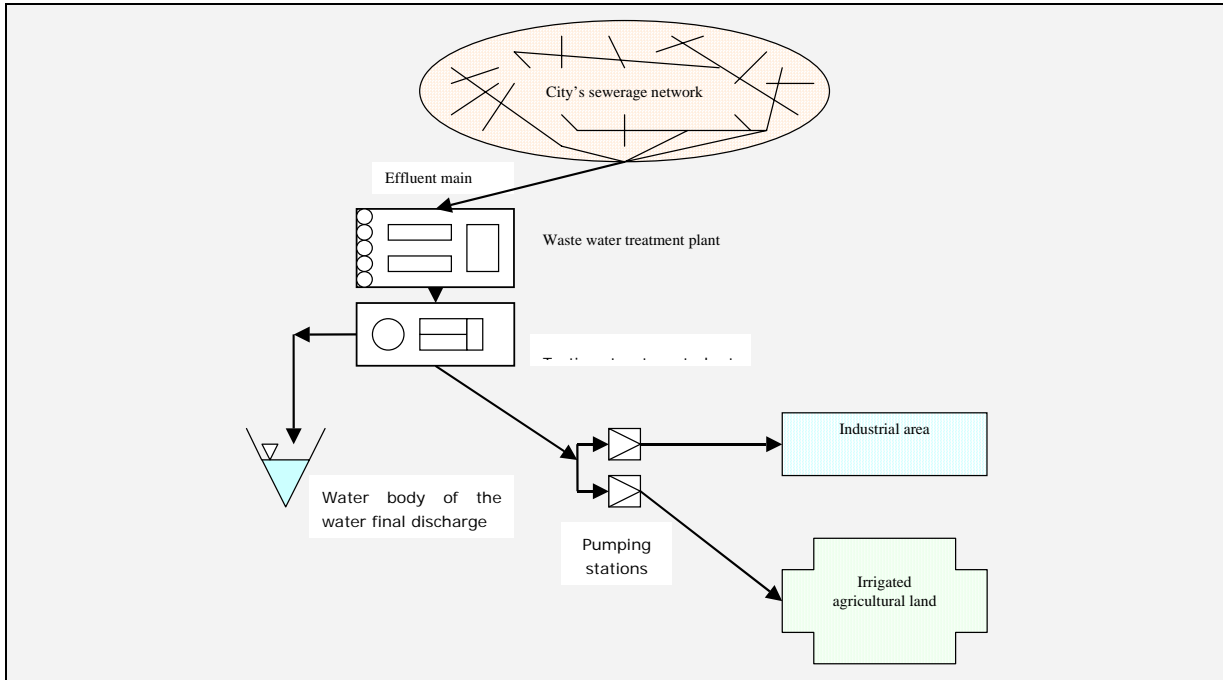 City's sewerage network
Effluent main
Waste water treatment plant
Industrial area
Water body of the
water final discharge
Pumping
stations
Irrigated
agricultural land